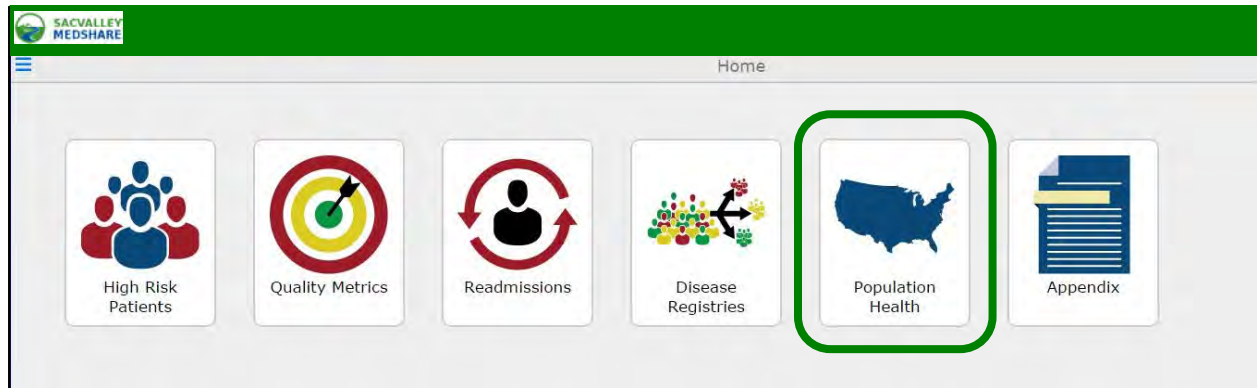 SACVALLEY
MEDSHARE
Home
High Risk
Patients
Quality Metrics
Readmissions
Disease
Registries
Population
Health
Appendix